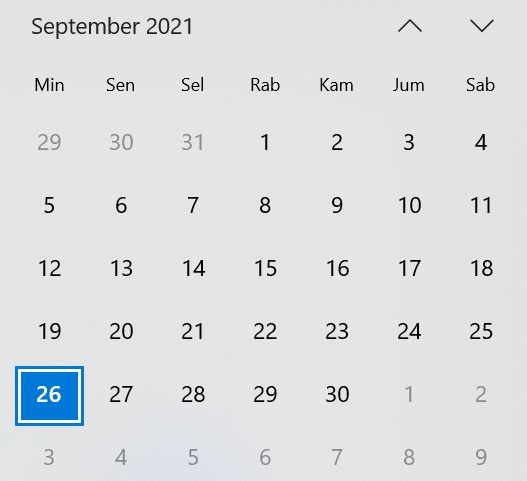 September 2021
Min Sen Sel Rab Kam Jum Sab
29 30 31 1 2 3 4
5 6 7 8 9 10 11
12 13 14 15 16 17 18
19 20 21 22 23 24 25
26 27 28 29 30 1 2
3 4 5 6 7 8 9